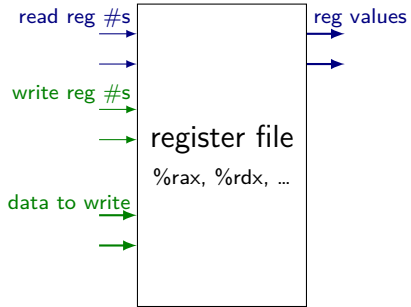 read reg #s
reg values
write reg #s
register file
%rax, %rdx, …
data to write